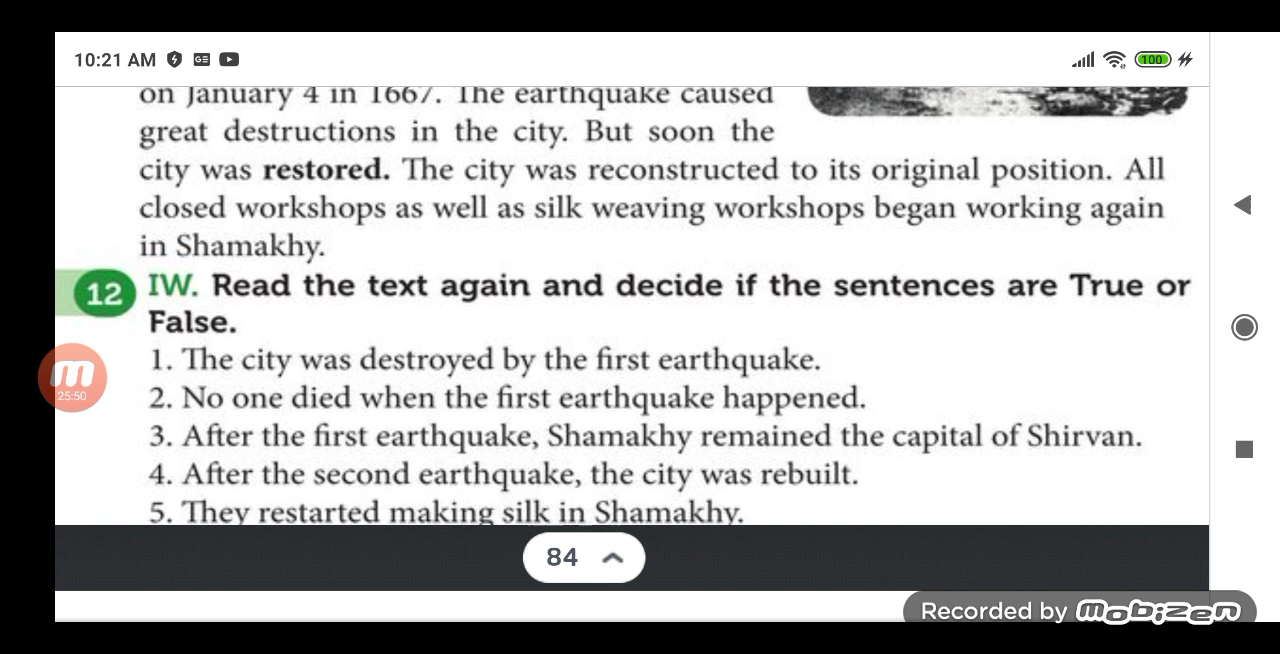 10:21 AM
100
on January 4 in 1667. The earthquake caused
great destructions in the city. But soon the
city was restored. The city was reconstructed to its original position. All
closed workshops as well as silk weaving workshops began working again
in Shamakhy.
12 IW. Read the text again and decide if the sentences are True or
False.
1. The city was destroyed by the first earthquake.
2. No one died when the first earthquake happened.
3. After the first earthquake, Shamakhy remained the capital of Shirvan.
4. After the second earthquake, the city was rebuilt.
5. They restarted making silk in Shamakhy.
25:50
84
Recorded by mobizen